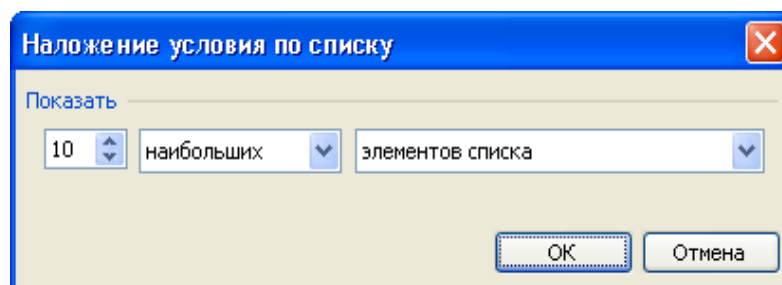 Наложение условия по списку
Показать
10 наибольших элементов списка
ОК Отмена